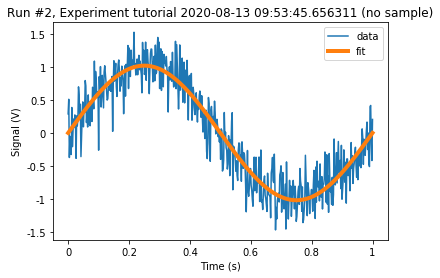 Run #2, Experiment tutorial 2020-08-13 09:53:45.656311 (no sample)
data
fit
Signal (V)
1.5
1.0
0.5
0
-0.5
-1.0
-1.5
0
0.2
0.4
0.6
0.8
1
Time (s)